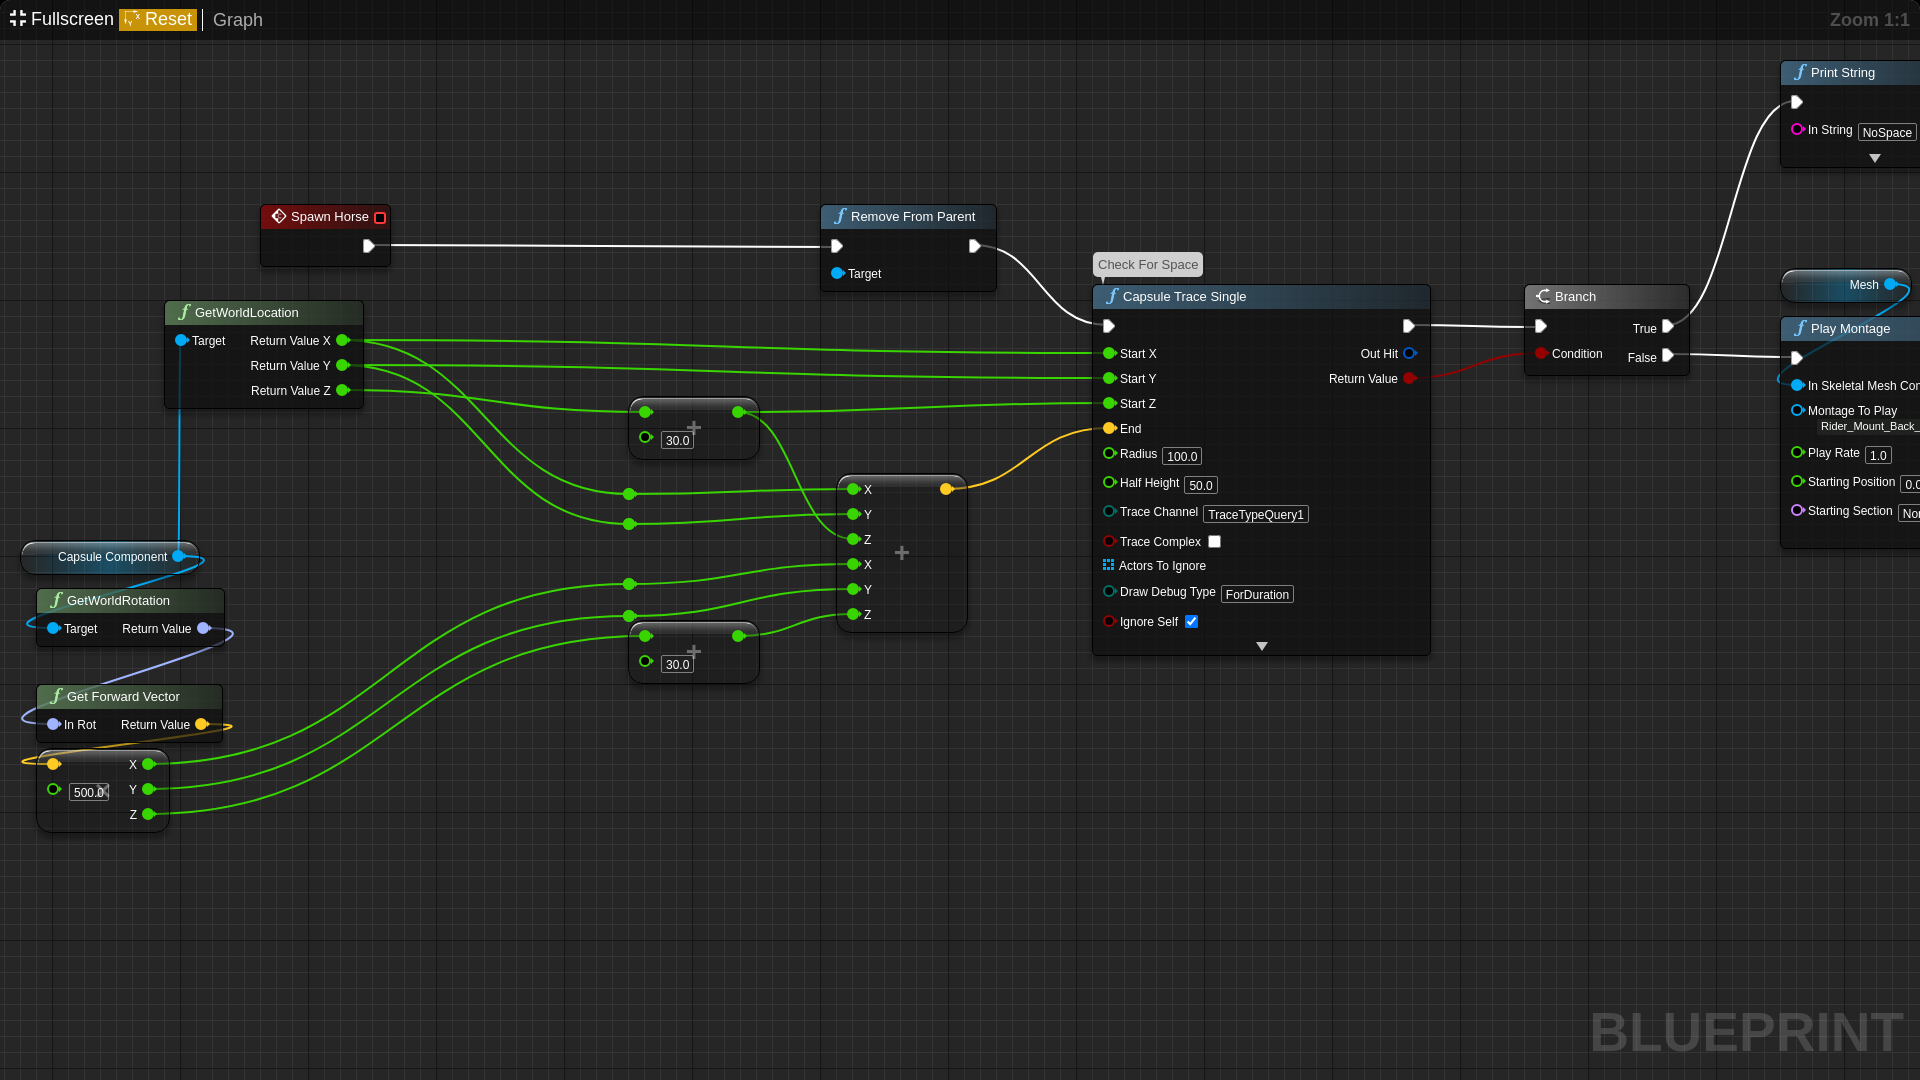 Fullscreen Reset Graph
Zoom 1:1
Print String
In String NoSpace
Spawn Horse
Remove From Parent
Target
Check For Space
Capsule Trace Single
Start X
Start Y
Start Z
End
Radius 100.0
Half Height 50.0
Trace Channel TraceTypeQuery1
Trace Complex
Actors To Ignore
Draw Debug Type ForDuration
Ignore Self
Out Hit
Return Value
Branch
True
Condition
False
Mesh
Play Montage
In Skeletal Mesh Con
Montage To Play
Rider_Mount_Back_
Play Rate 1.0
Starting Position 0.0
Starting Section Non
GetWorldLocation
Target
Return Value X
Return Value Y
Return Value Z
+
30.0
X
Y
Z
X
Y
Z
+
+
30.0
Capsule Component
GetWorldRotation
Target Return Value
Get Forward Vector
In Rot Return Value
X
500.0 Y
Z
BLUEPRINT